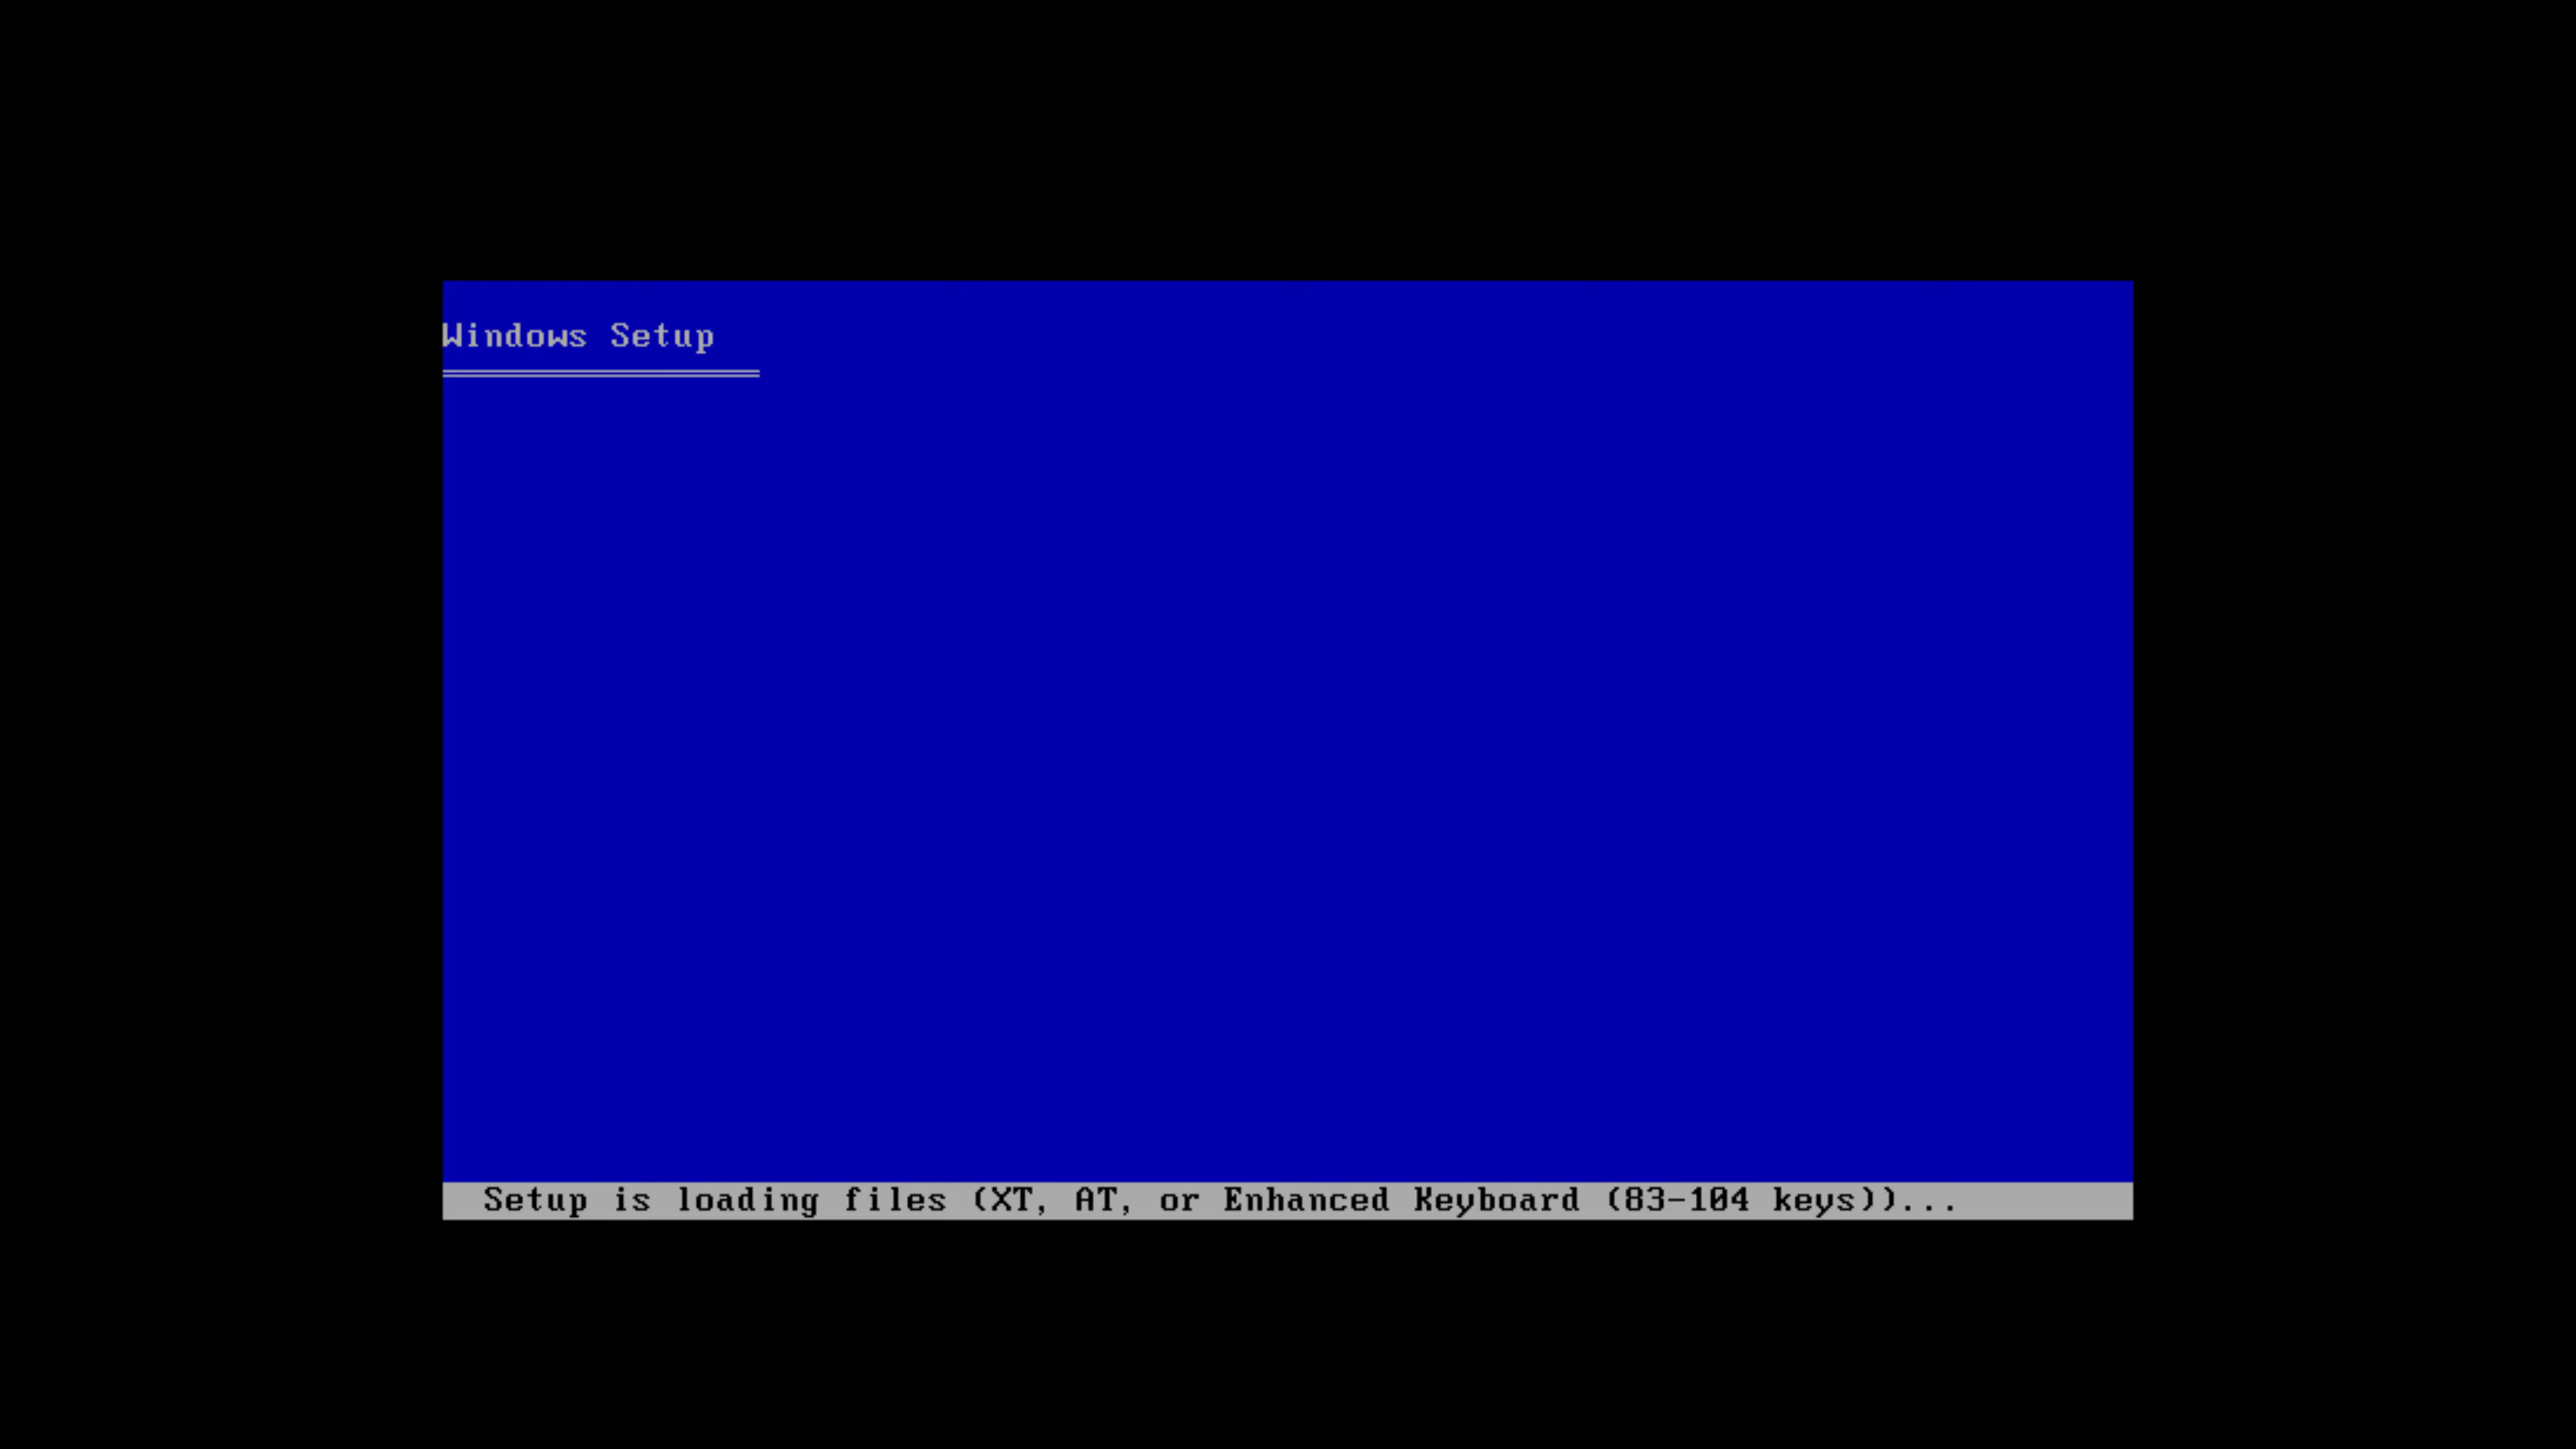 Windows Setup
Setup is loading files (XT, AT, or Enhanced Keyboard (83-104 keys))...